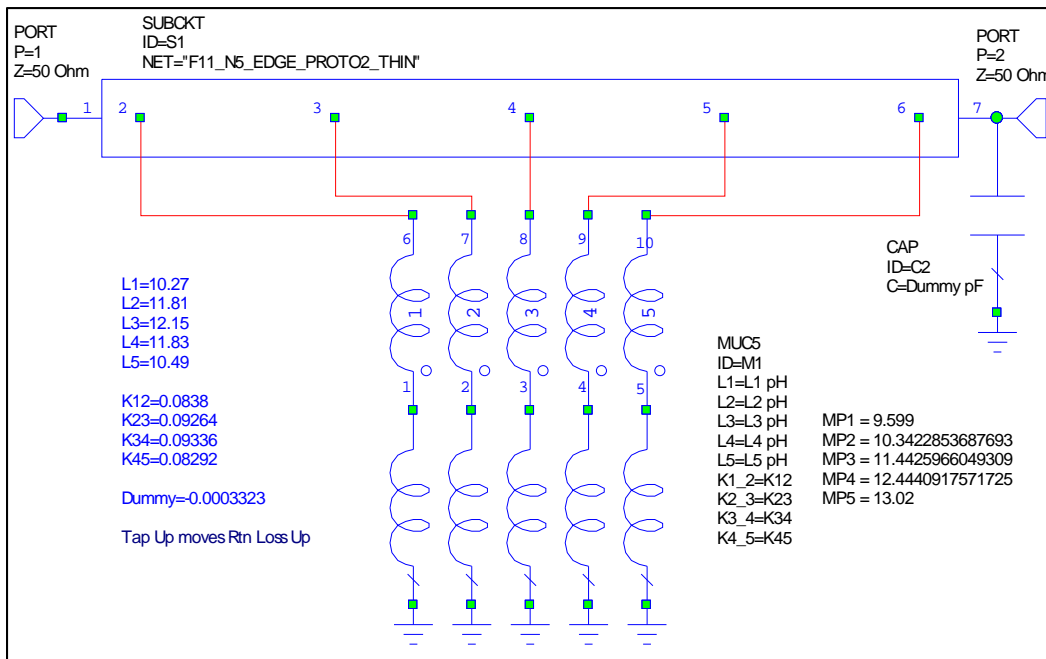 PORT
P=1
Z=50 Ohm
SUBCKT
ID=S1
NET="F11_N5_EDGE_PROTO2_THIN"
PORT
P=2
Z=50 Ohm
1 2 3 4 5 6 7
6 7 8 9 10
1 2 3 4 5
1 2 3 4 5
CAP
ID=C2
C=Dummy pF
L1=10.27
L2=11.81
L3=12.15
L4=11.83
L5=10.49
K12=0.0838
K23=0.09264
K34=0.09336
K45=0.08292
Dummy=-0.0003323
Tap Up moves Rtn Loss Up
MUC5
ID=M1
L1=L1 pH
L2=L2 pH
L3=L3 pH
L4=L4 pH
L5=L5 pH
K1_2=K12
K2_3=K23
K3_4=K34
K4_5=K45
MP1 = 9.599
MP2 = 10.3422853687693
MP3 = 11.4425966049309
MP4 = 12.4440917571725
MP5 = 13.02